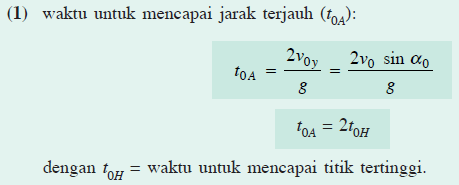 (1) waktu untuk mencapai jarak terjauh (t₀A):
t₀A = 2v₀y / g = 2v₀ sin α₀ / g
t₀A = 2t₀H
dengan t₀H = waktu untuk mencapai titik tertinggi.